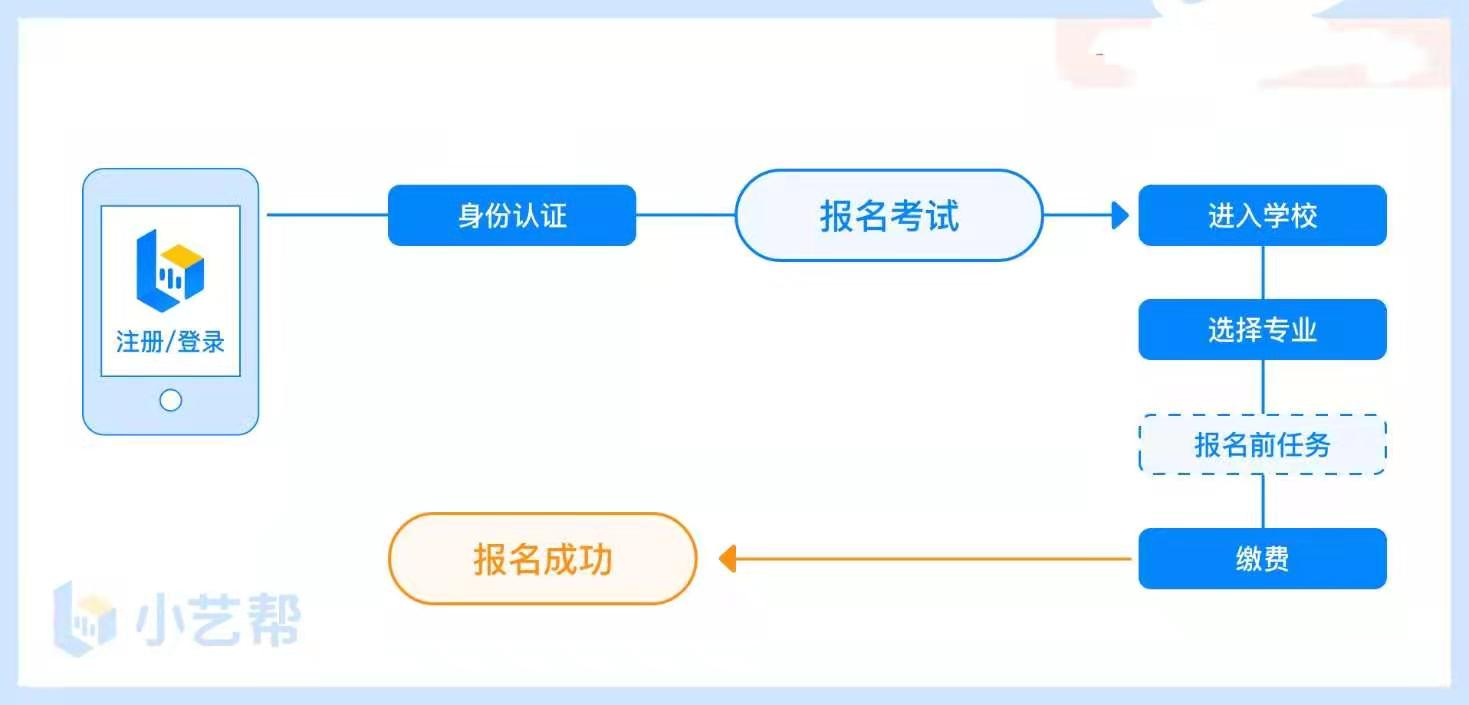 注册/登录
身份认证
报名考试
进入学校
选择专业
报名前任务
缴费
报名成功
小艺帮